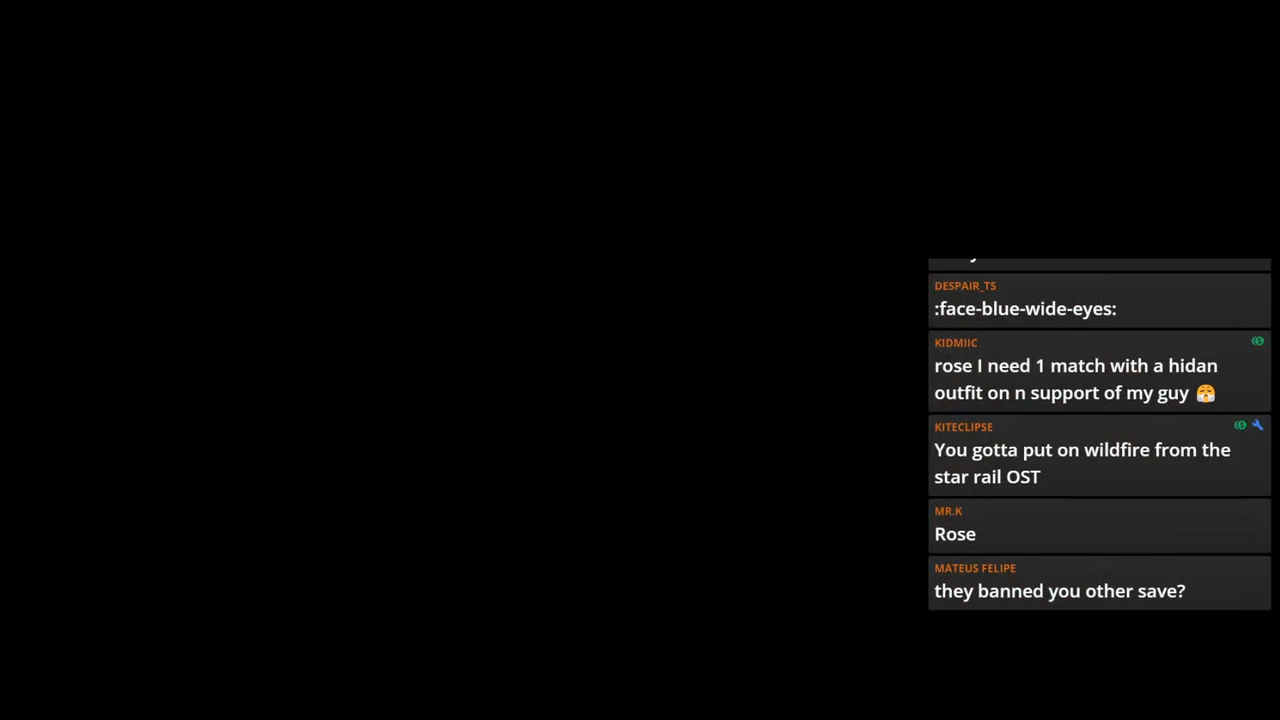 DESPAIR_TS
:face-blue-wide-eyes:
KIDMIIC
rose I need 1 match with a hidan
outfit on n support of my guy 😤
KITECLIPSE
You gotta put on wildfire from the
star rail OST
MR.K
Rose
MATEUS FELIPE
they banned you other save?